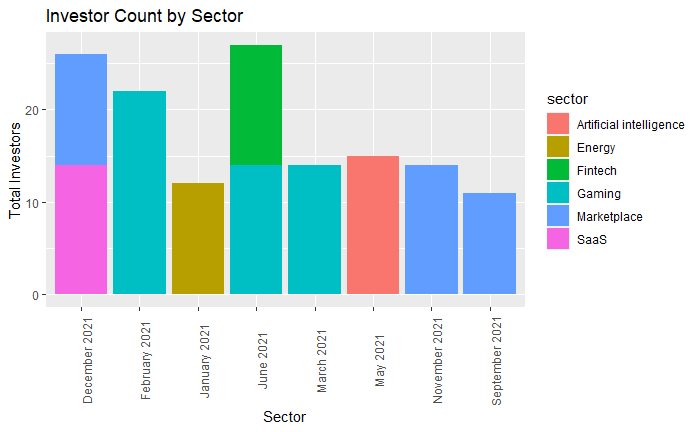 Investor Count by Sector
Total Investors
20
10
0
December 2021
February 2021
January 2021
June 2021
March 2021
May 2021
November 2021
September 2021
Sector
sector
Artificial intelligence
Energy
Fintech
Gaming
Marketplace
SaaS